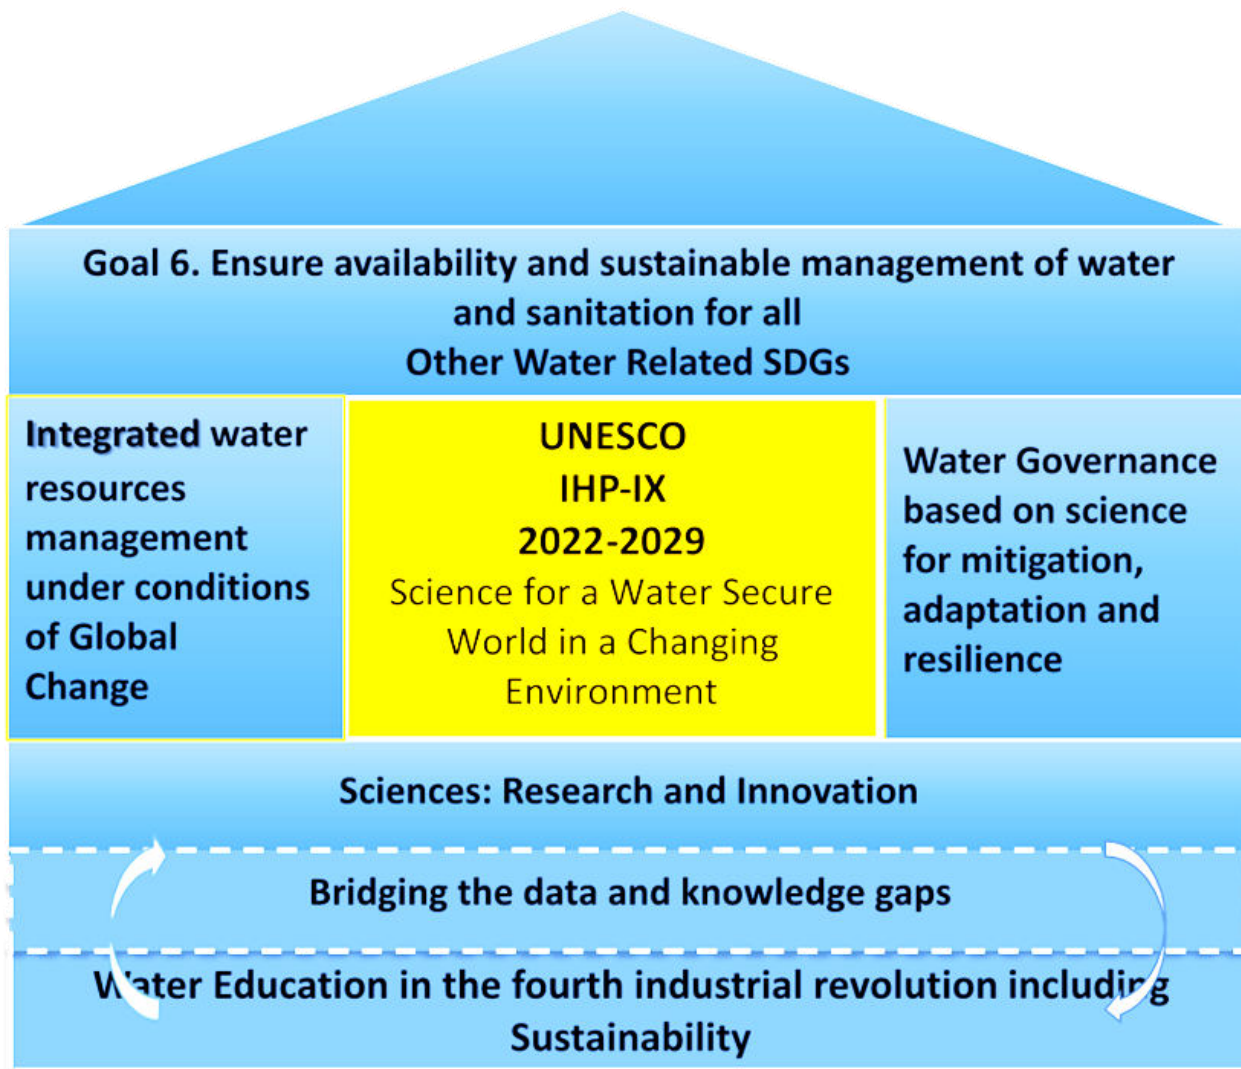 Goal 6. Ensure availability and sustainable management of water
and sanitation for all
Other Water Related SDGs
Integrated water
resources
management
under conditions
of Global
Change
UNESCO
IHP-IX
2022-2029
Science for a Water Secure
World in a Changing
Environment
Water Governance
based on science
for mitigation,
adaptation and
resilience
Sciences: Research and Innovation
Bridging the data and knowledge gaps
Water Education in the fourth industrial revolution including
Sustainability